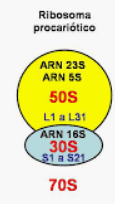 Ribosoma
procariótico
ARN 23S
ARN 5S
50S
L1 a L31
ARN 16S
30S
S1 a S21
70S